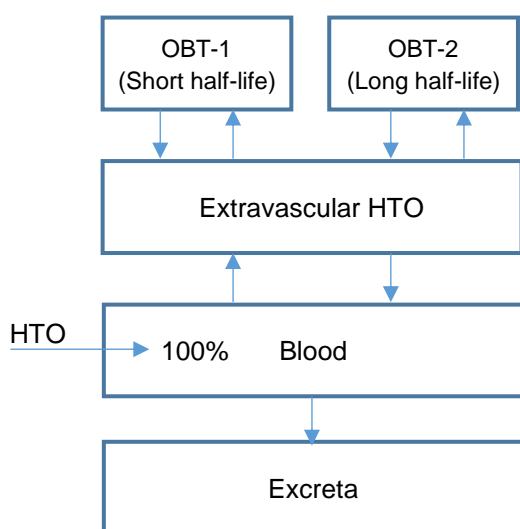 OBT-1
(Short half-life)
OBT-2
(Long half-life)
Extravascular HTO
HTO
100% Blood
Excreta